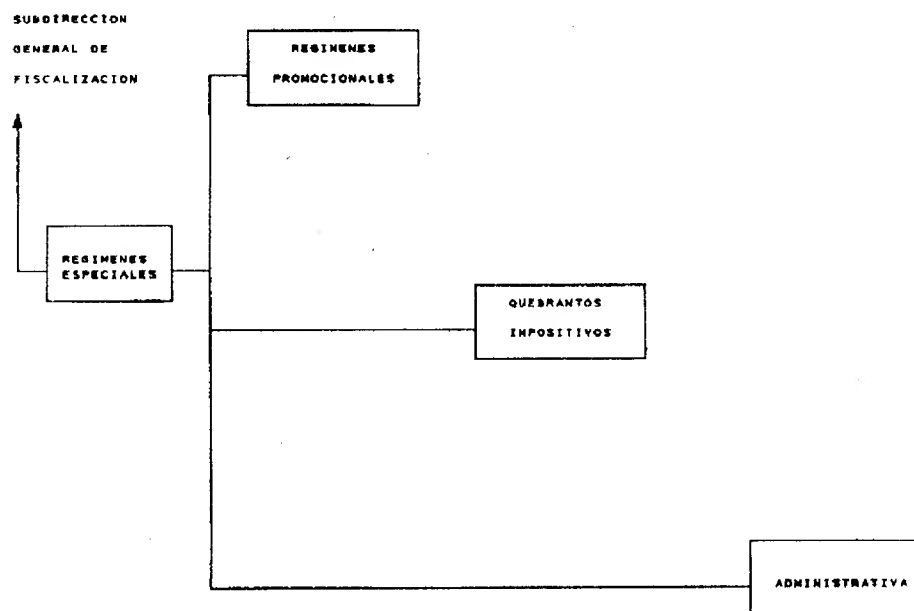 SUBDIRECCION
GENERAL DE
FISCALIZACION
REGIMENES
PROMOCIONALES
REGIMENES
ESPECIALES
QUEBRANTOS
IMPOSITIVOS
ADMINISTRATIVA